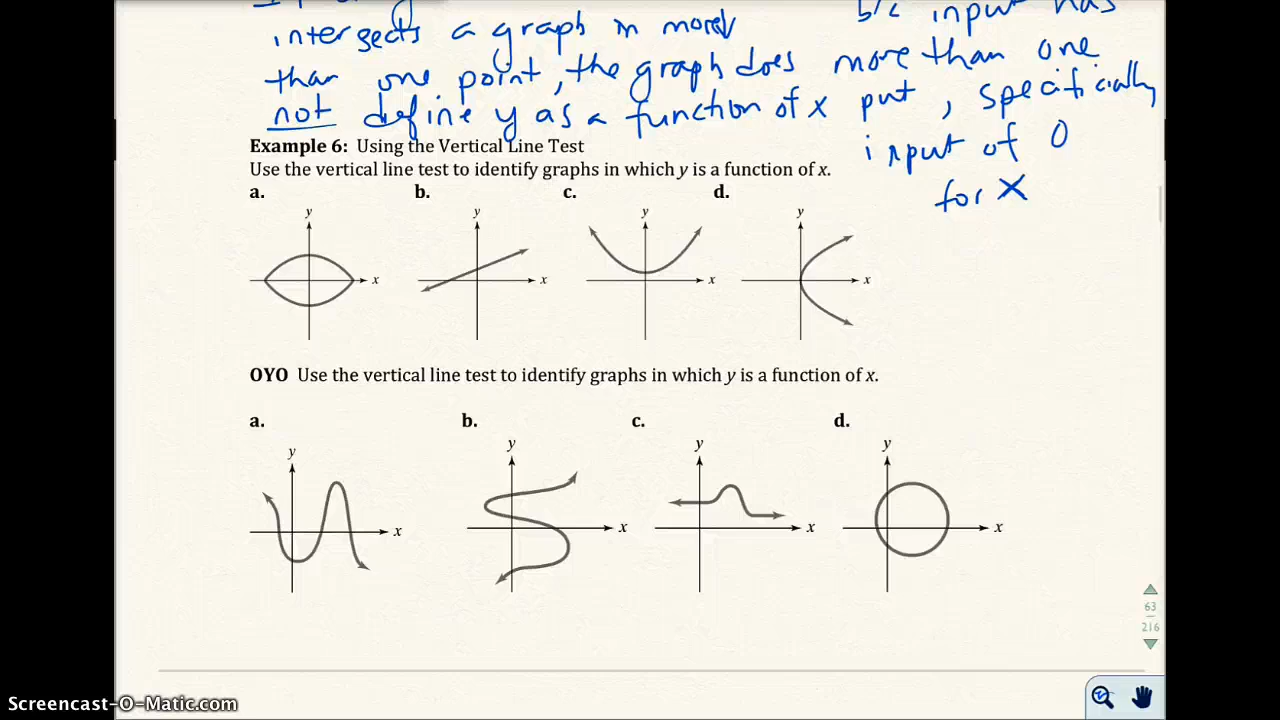 intersects a graph in more
than one point, the graph does
not define y as a function of x
b/c input has
more than one
put, specificially
input of 0
for X
Example 6: Using the Vertical Line Test
Use the vertical line test to identify graphs in which y is a function of x.
a. b. c. d.
y y y y
x x x x
OYO Use the vertical line test to identify graphs in which y is a function of x.
a. b. c. d.
y y y y
x x x x
63
216
Screencast-O-Matic.com